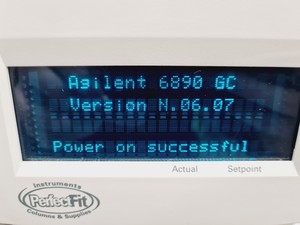 Agilent 6890 GC
Version N.06.07
Power on successful
Actual Setpoint
Instruments
PerfectFit
Columns & Supplies